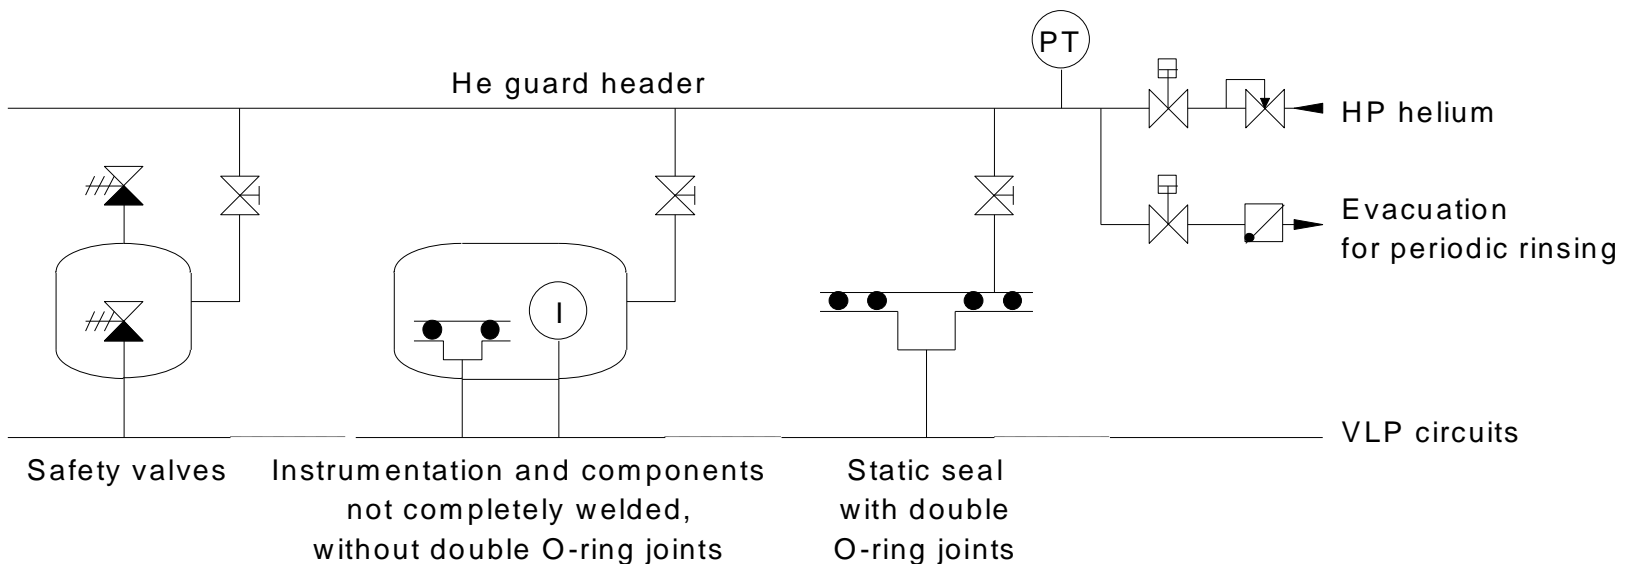 PT
He guard header
HP helium
Evacuation
for periodic rinsing
I
VLP circuits
Safety valves
Instrumentation and components
not completely welded,
without double O-ring joints
Static seal
with double
O-ring joints